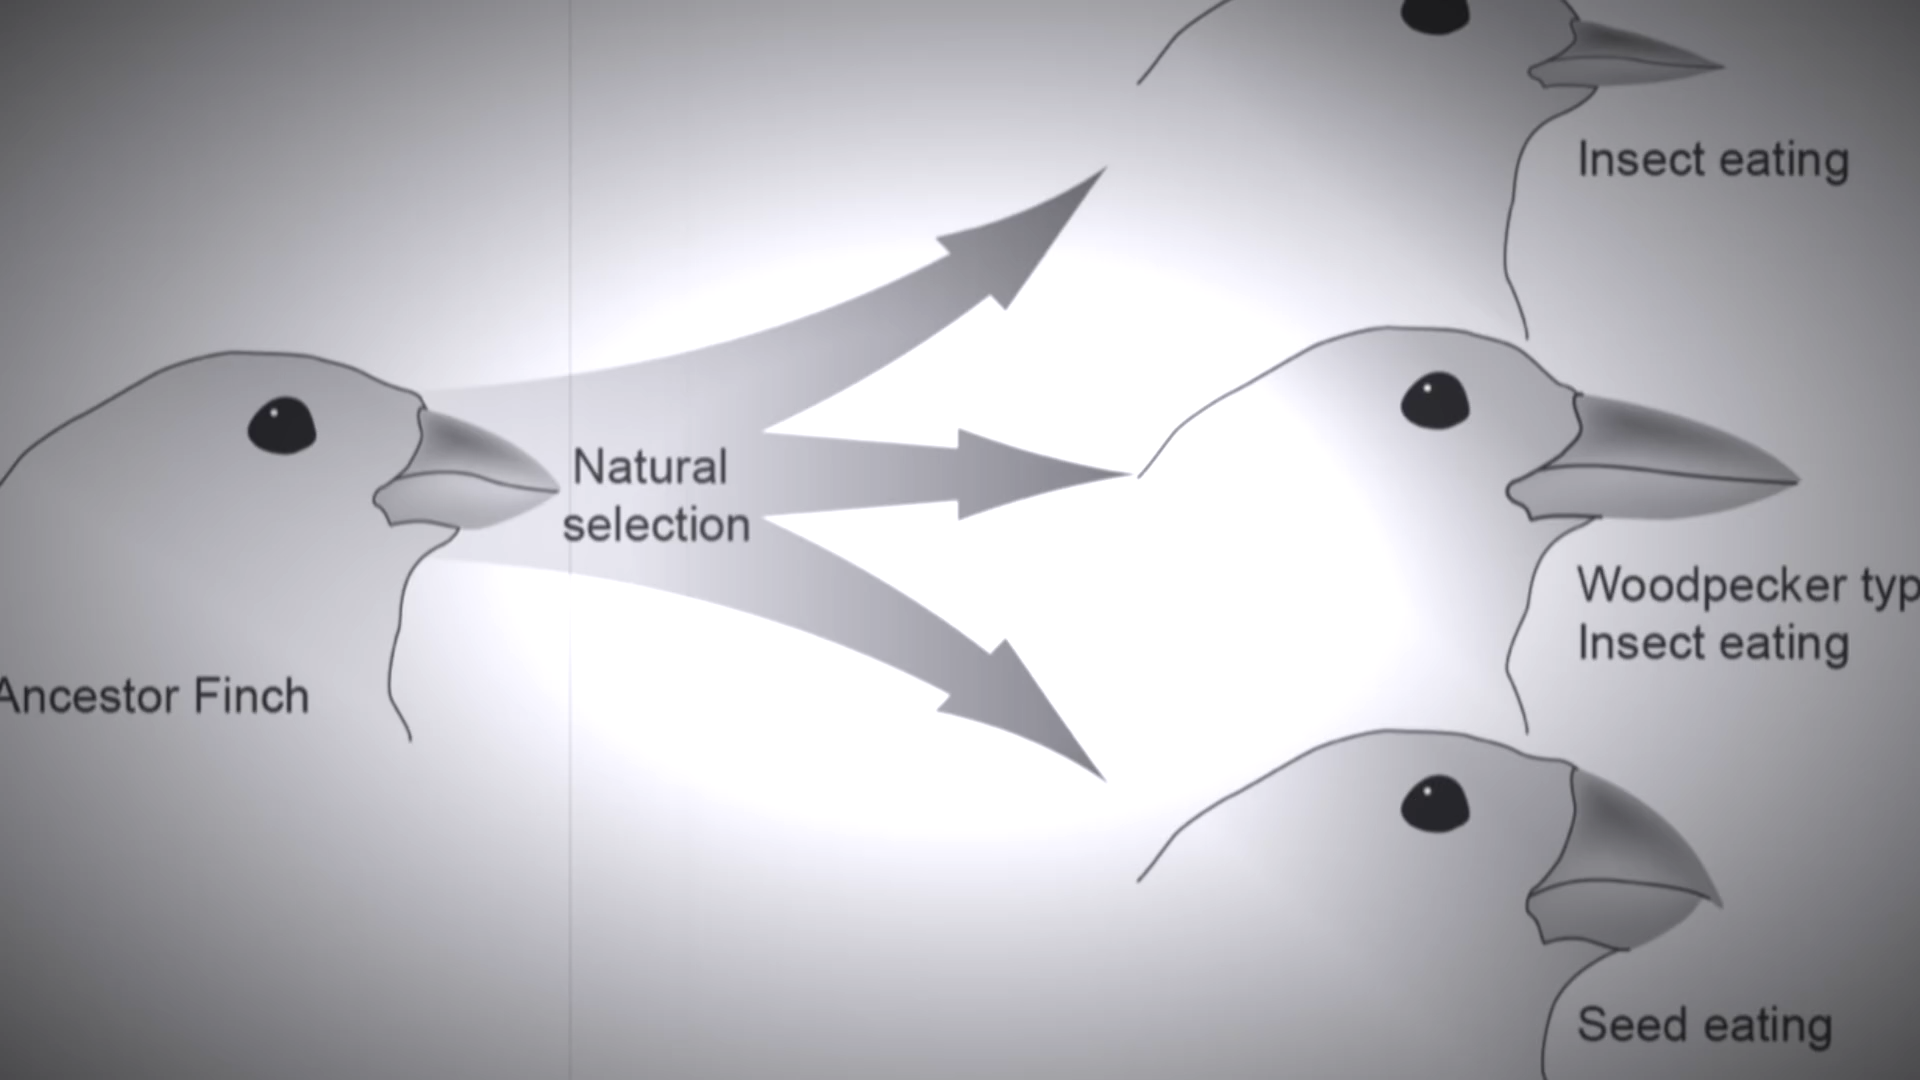 Insect eating
Natural
selection
Woodpecker typ
Insect eating
Ancestor Finch
Seed eating